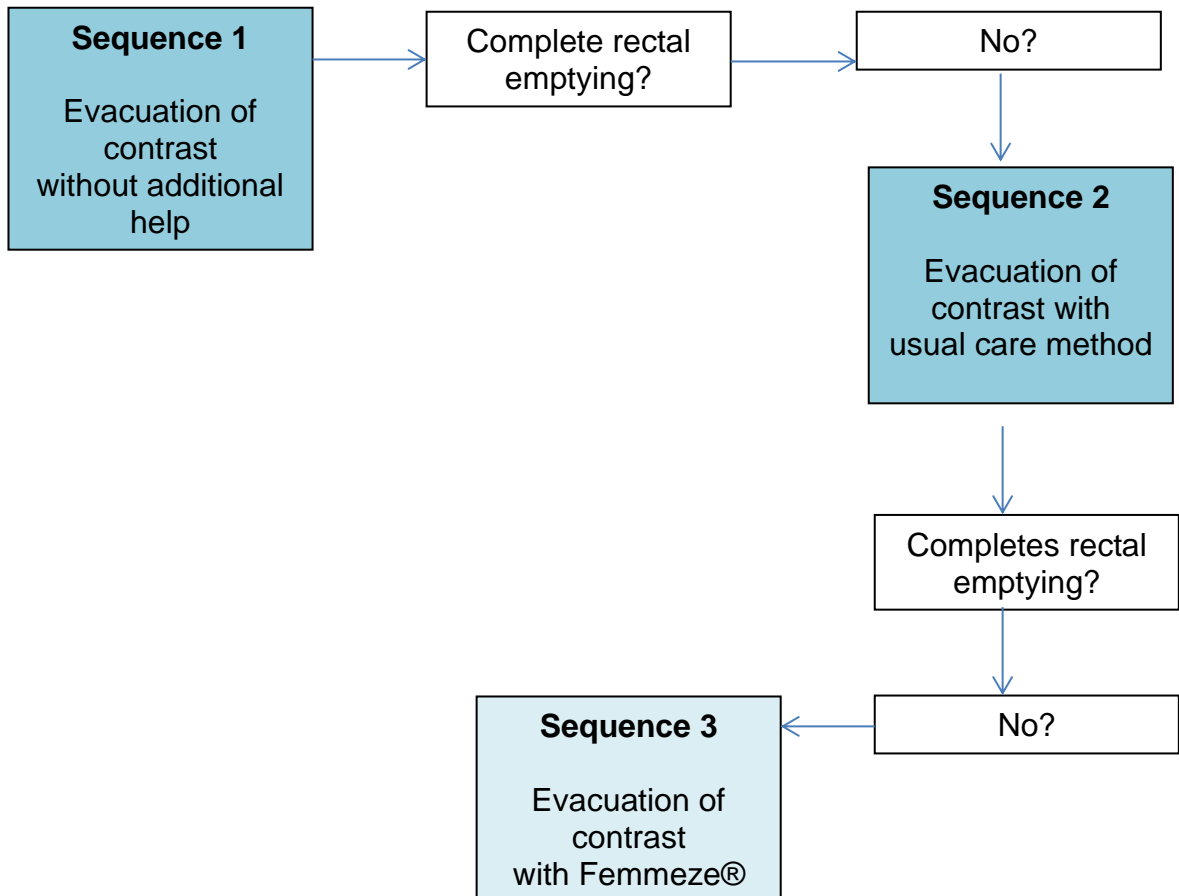 Sequence 1
Evacuation of
contrast
without additional
help
Complete rectal
emptying?
No?
Sequence 2
Evacuation of
contrast with
usual care method
Completes rectal
emptying?
No?
Sequence 3
Evacuation of
contrast
with Femmeze®